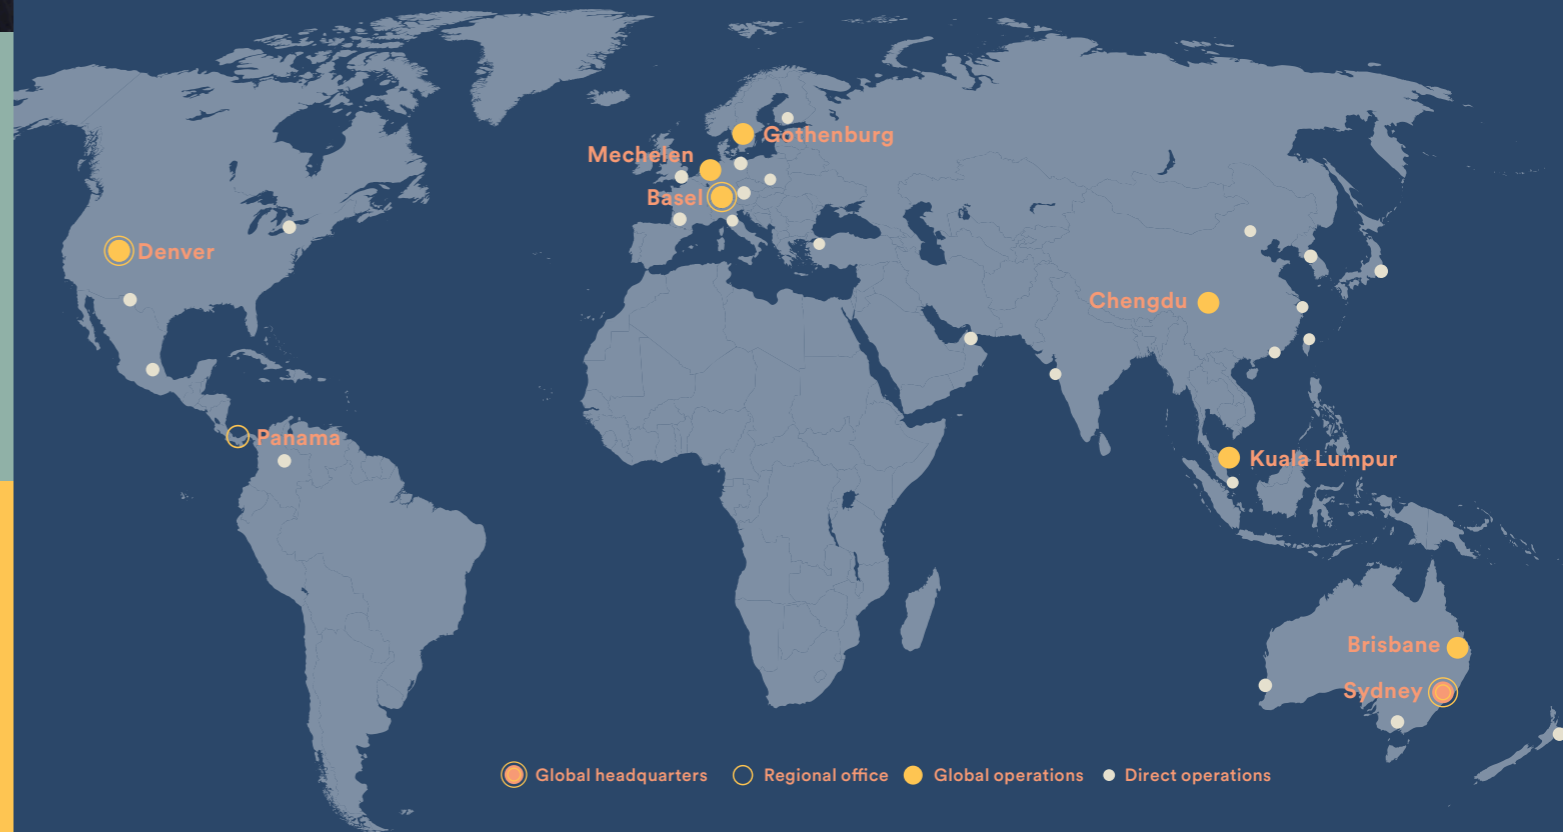 Gothenburg
Mechelen
Basel
Denver
Chengdu
Panama
Kuala Lumpur
Brisbane
Sydney
Global headquarters
Regional office
Global operations
Direct operations